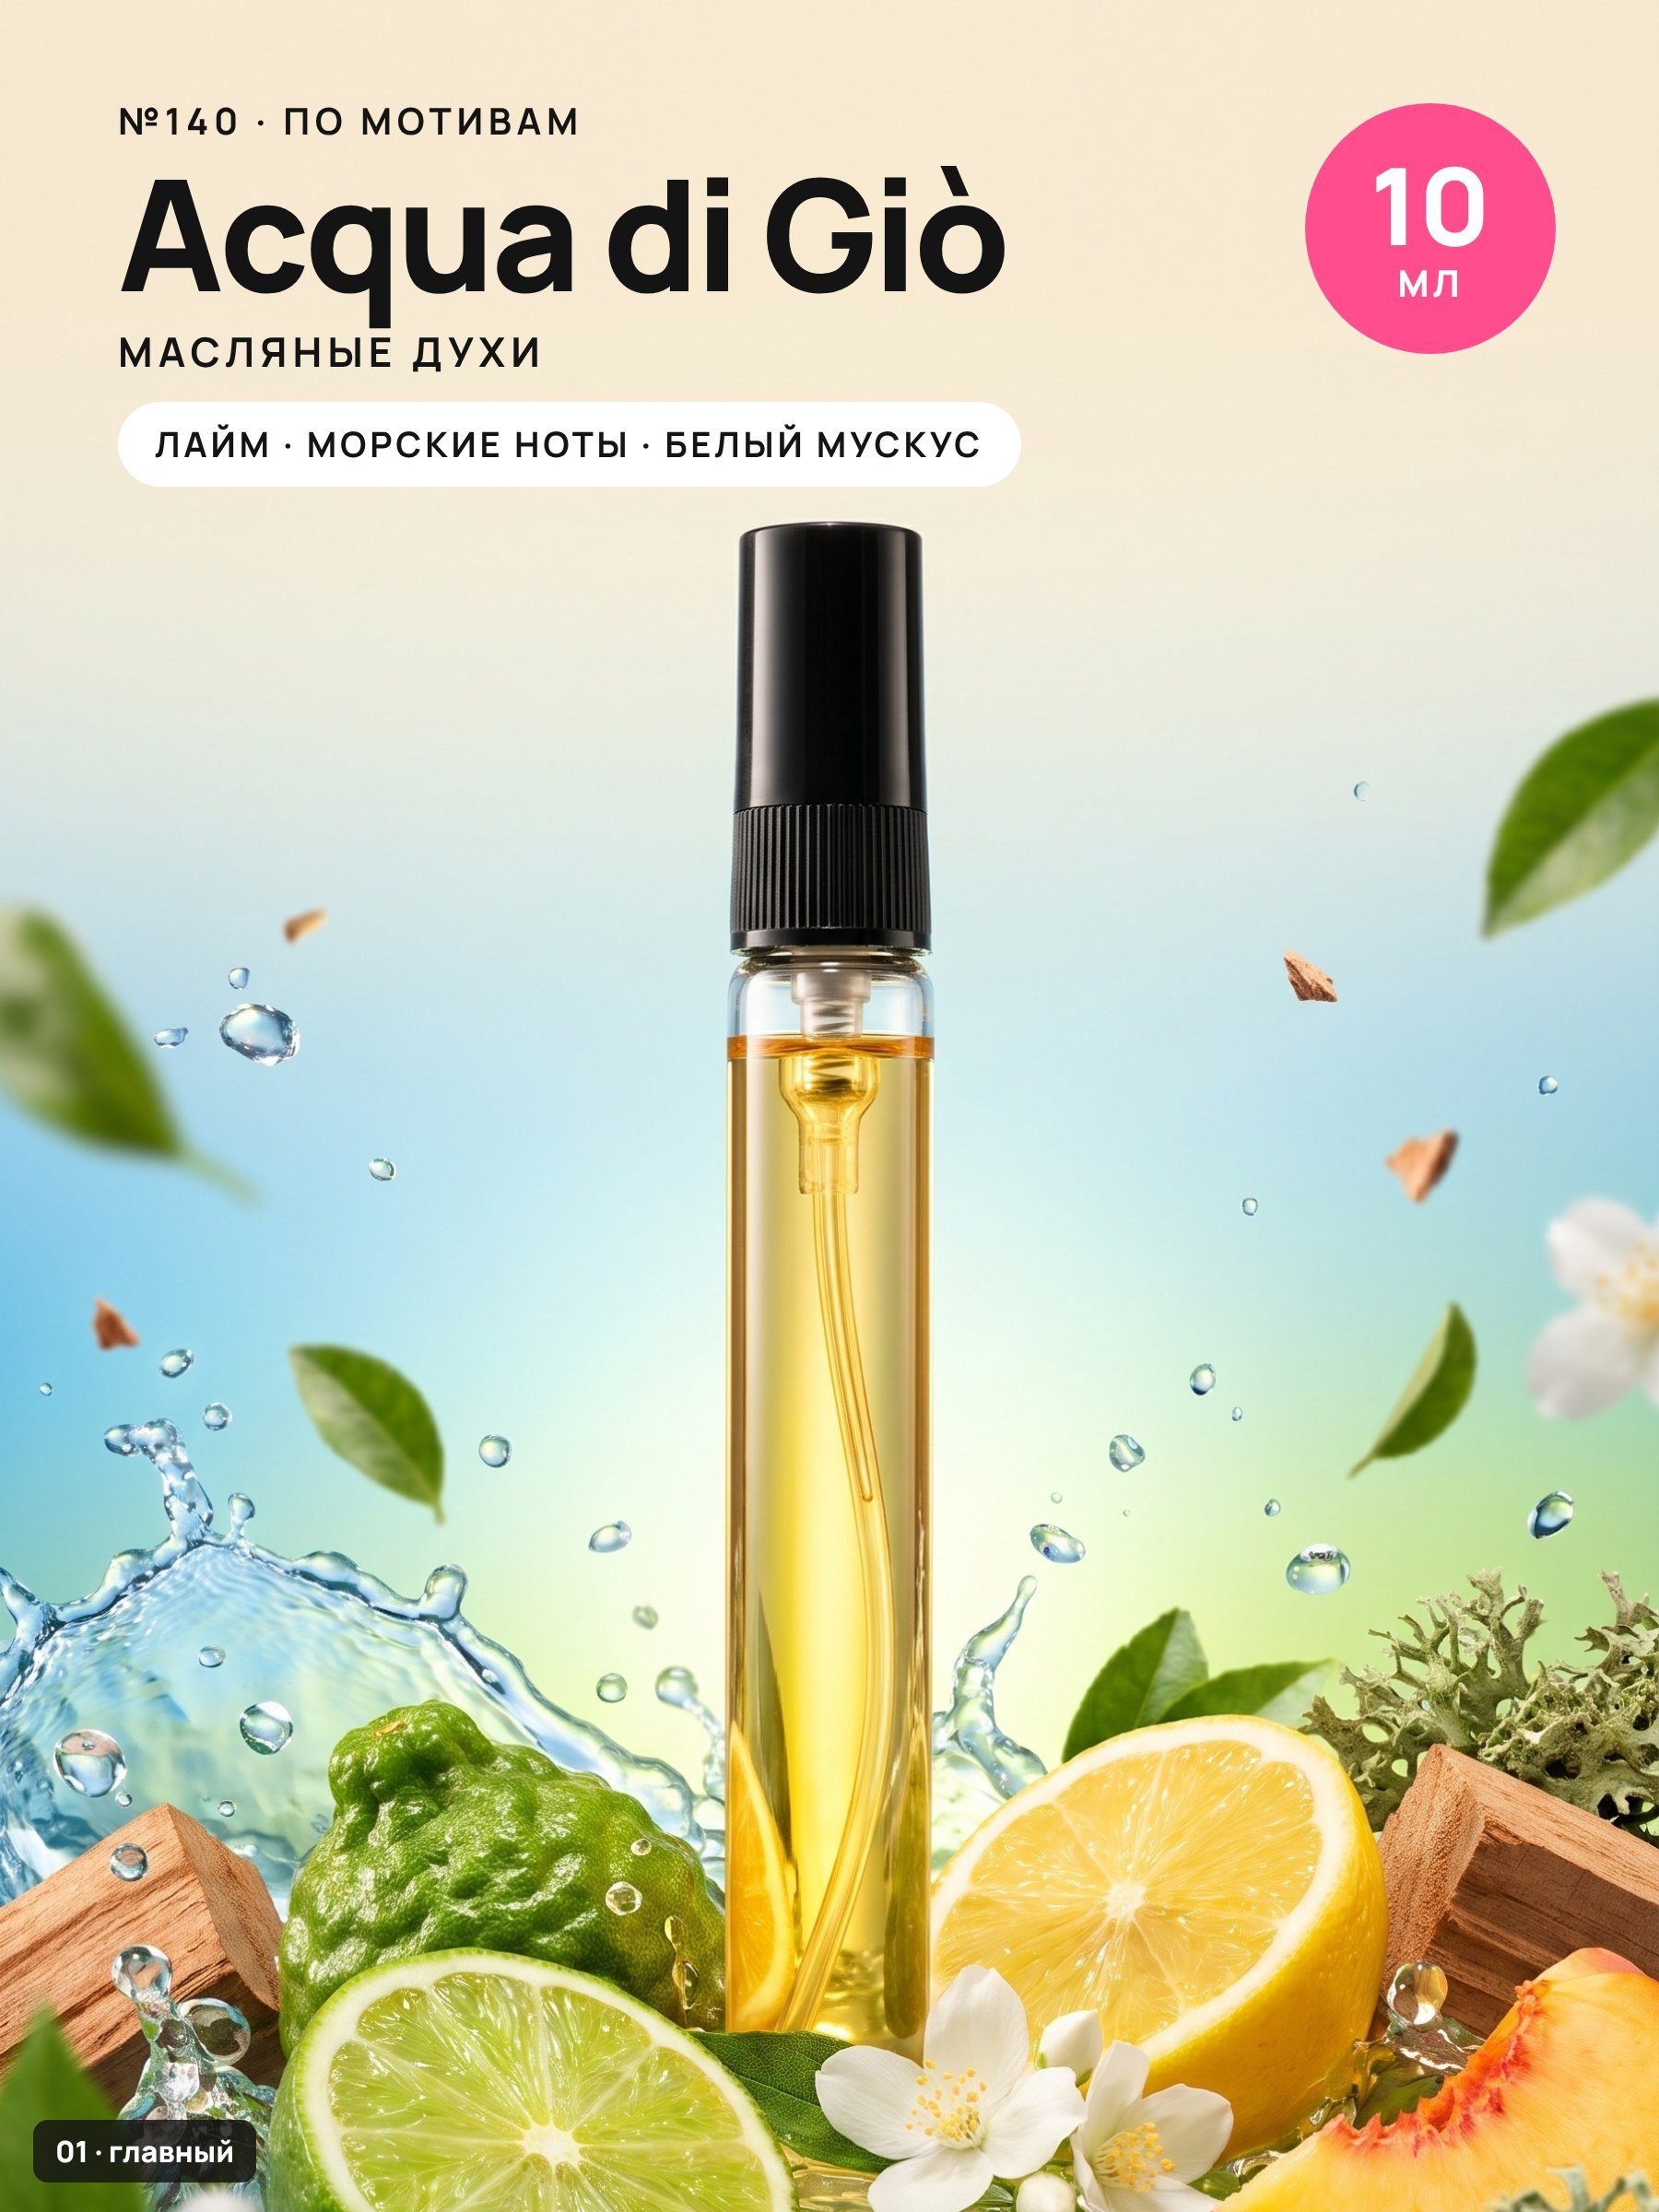 №140 · ПО МОТИВАМ
Acqua di Giò
МАСЛЯНЫЕ ДУХИ
ЛАЙМ · МОРСКИЕ НОТЫ · БЕЛЫЙ МУСКУС
10
МЛ
01 · главный